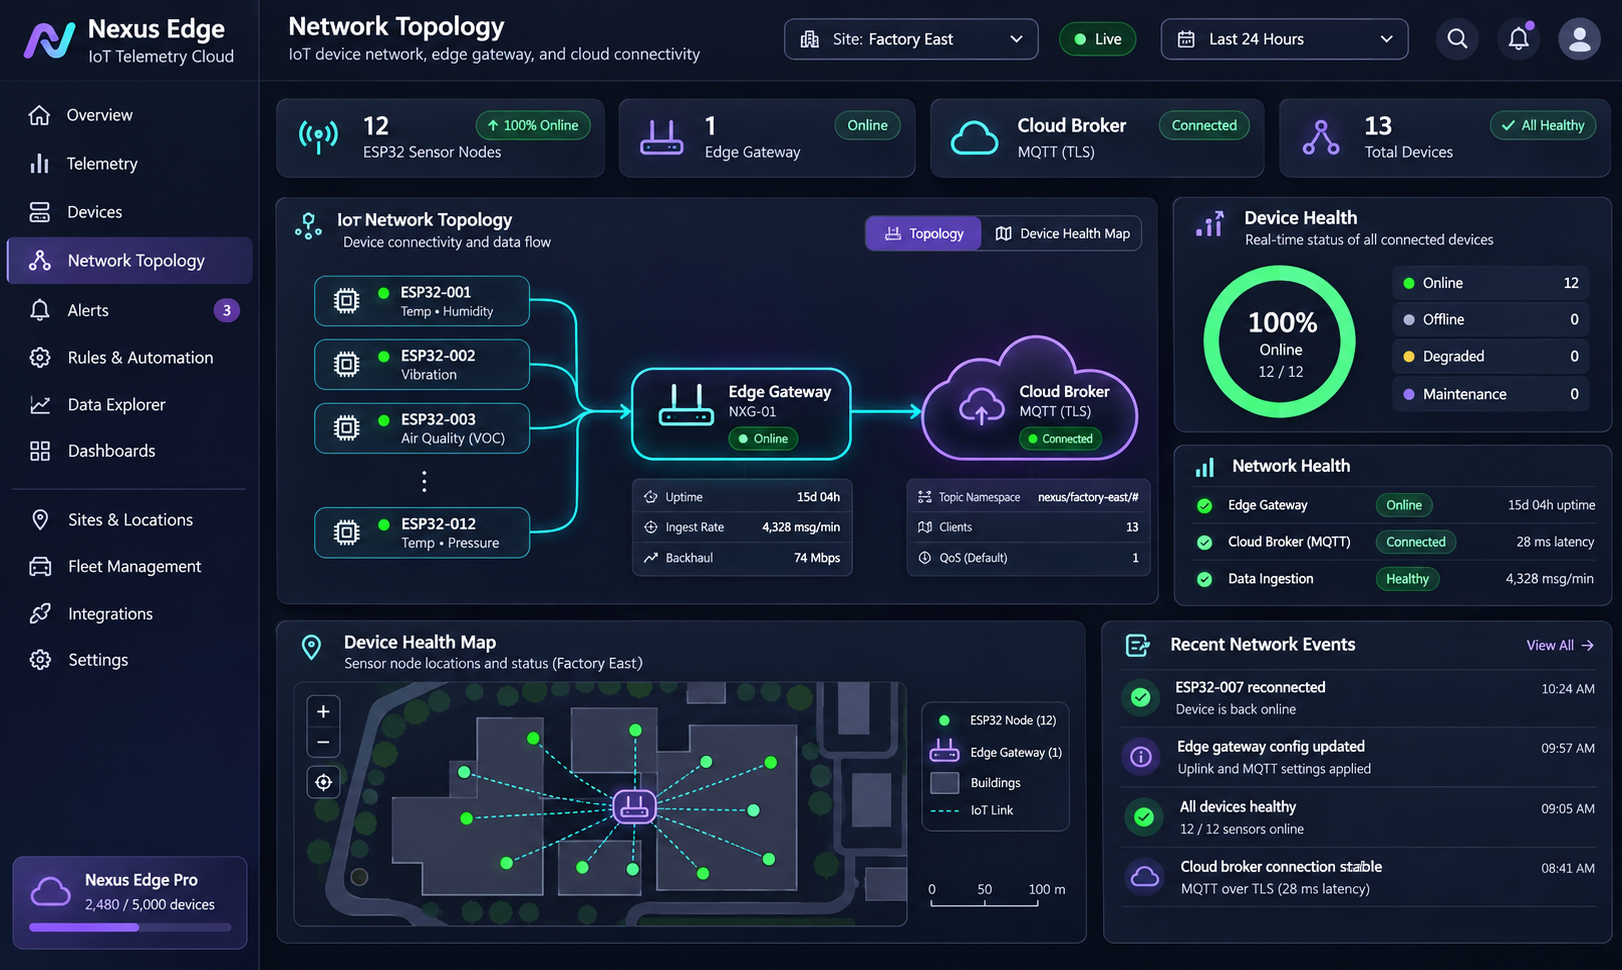 Nexus Edge
IoT Telemetry Cloud
Overview
Telemetry
Devices
Network Topology
Alerts
3
Rules & Automation
Data Explorer
Dashboards
Sites & Locations
Fleet Management
Integrations
Settings
Nexus Edge Pro
2,480 / 5,000 devices
Network Topology
IoT device network, edge gateway, and cloud connectivity
Site: Factory East
Live
Last 24 Hours
12
ESP32 Sensor Nodes
↑ 100% Online
1
Edge Gateway
Online
Cloud Broker
MQTT (TLS)
Connected
13
Total Devices
✓ All Healthy
IoT Network Topology
Device connectivity and data flow
Topology
Device Health Map
ESP32-001
Temp • Humidity
ESP32-002
Vibration
ESP32-003
Air Quality (VOC)
ESP32-012
Temp • Pressure
Edge Gateway
NXG-01
Online
Uptime 15d 04h
Ingest Rate 4,328 msg/min
Backhaul 74 Mbps
Cloud Broker
MQTT (TLS)
Connected
Topic Namespace nexus/factory-east/#
Clients 13
QoS (Default) 1
Device Health
Real-time status of all connected devices
100%
Online
12 / 12
Online 12
Offline 0
Degraded 0
Maintenance 0
Network Health
Edge Gateway Online 15d 04h uptime
Cloud Broker (MQTT) Connected 28 ms latency
Data Ingestion Healthy 4,328 msg/min
Device Health Map
Sensor node locations and status (Factory East)
+
−
ESP32 Node (12)
Edge Gateway (1)
Buildings
IoT Link
0 50 100 m
Recent Network Events
View All →
ESP32-007 reconnected 10:24 AM
Device is back online
Edge gateway config updated 09:57 AM
Uplink and MQTT settings applied
All devices healthy 09:05 AM
12 / 12 sensors online
Cloud broker connection stable 08:41 AM
MQTT over TLS (28 ms latency)